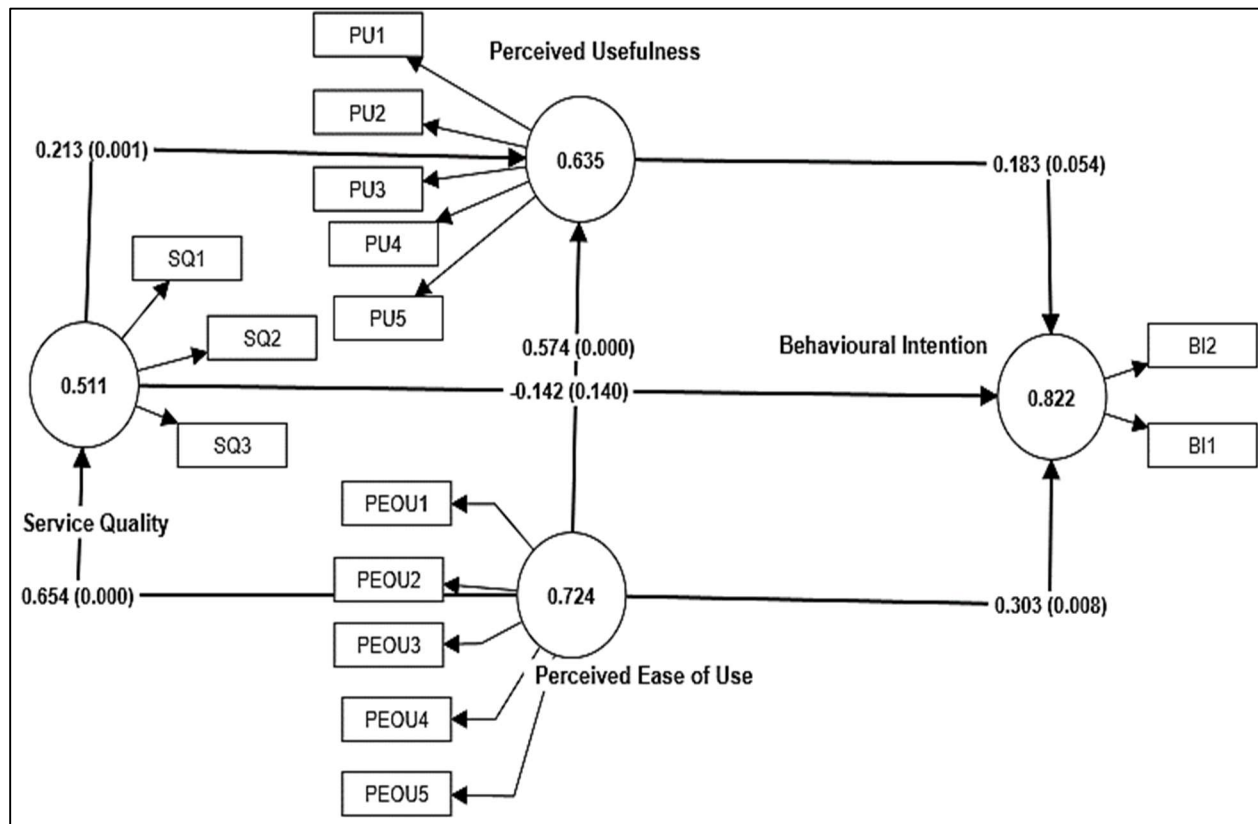 PU1
Perceived Usefulness
PU2
0.213 (0.001)
0.635
0.183 (0.054)
PU3
PU4
SQ1
PU5
SQ2
0.574 (0.000)
Behavioural Intention
BI2
0.511
-0.142 (0.140)
0.822
SQ3
BI1
PEOU1
Service Quality
PEOU2
0.654 (0.000)
0.724
0.303 (0.008)
PEOU3
Perceived Ease of Use
PEOU4
PEOU5